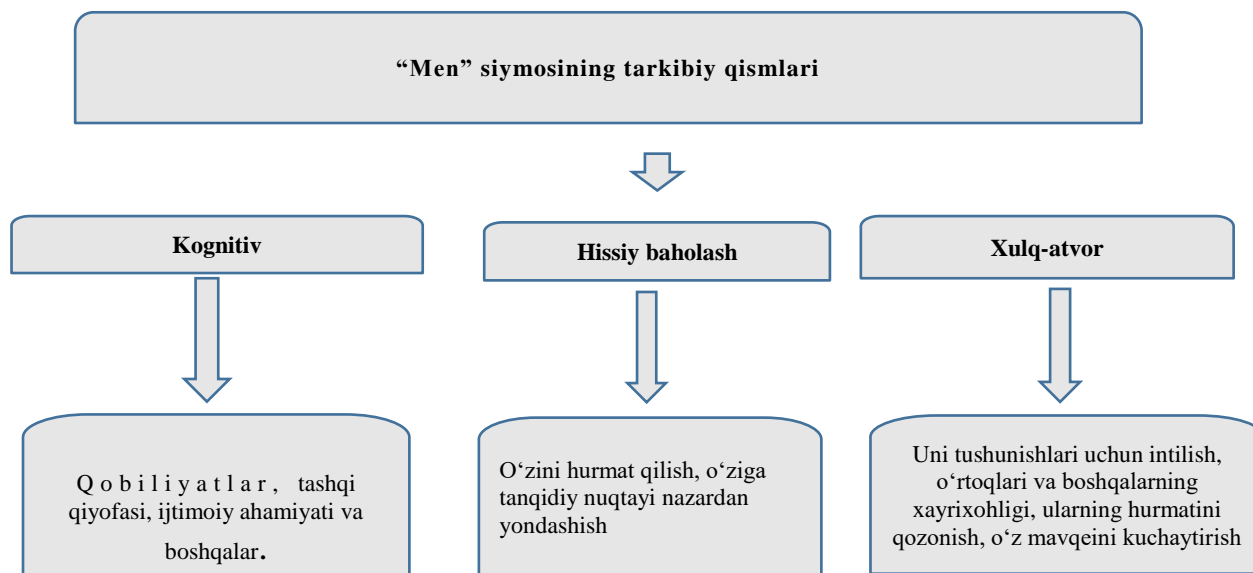 “Men” siymosining tarkibiy qismlari
Kognitiv
Hissiy baholash
Xulq-atvor
Qobiliyatlar, tashqi
qiyofasi, ijtimoiy ahamiyati va
boshqalar.
O‘zini hurmat qilish, o‘ziga
tanqidiy nuqtayi nazardan
yondashish
Uni tushunishlari uchun intilish,
o‘rtoqlari va boshqalarning
xayrixohligi, ularning hurmatini
qozonish, o‘z mavqeini kuchaytirish